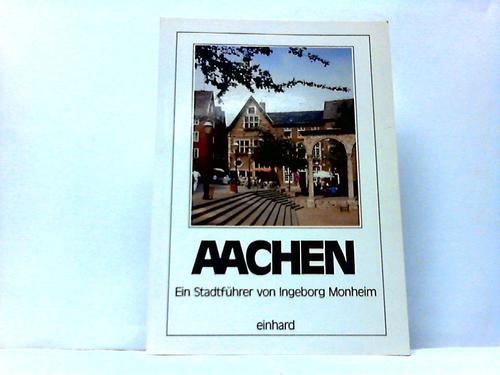 AACHEN
Ein Stadtführer von Ingeborg Monheim
einhard